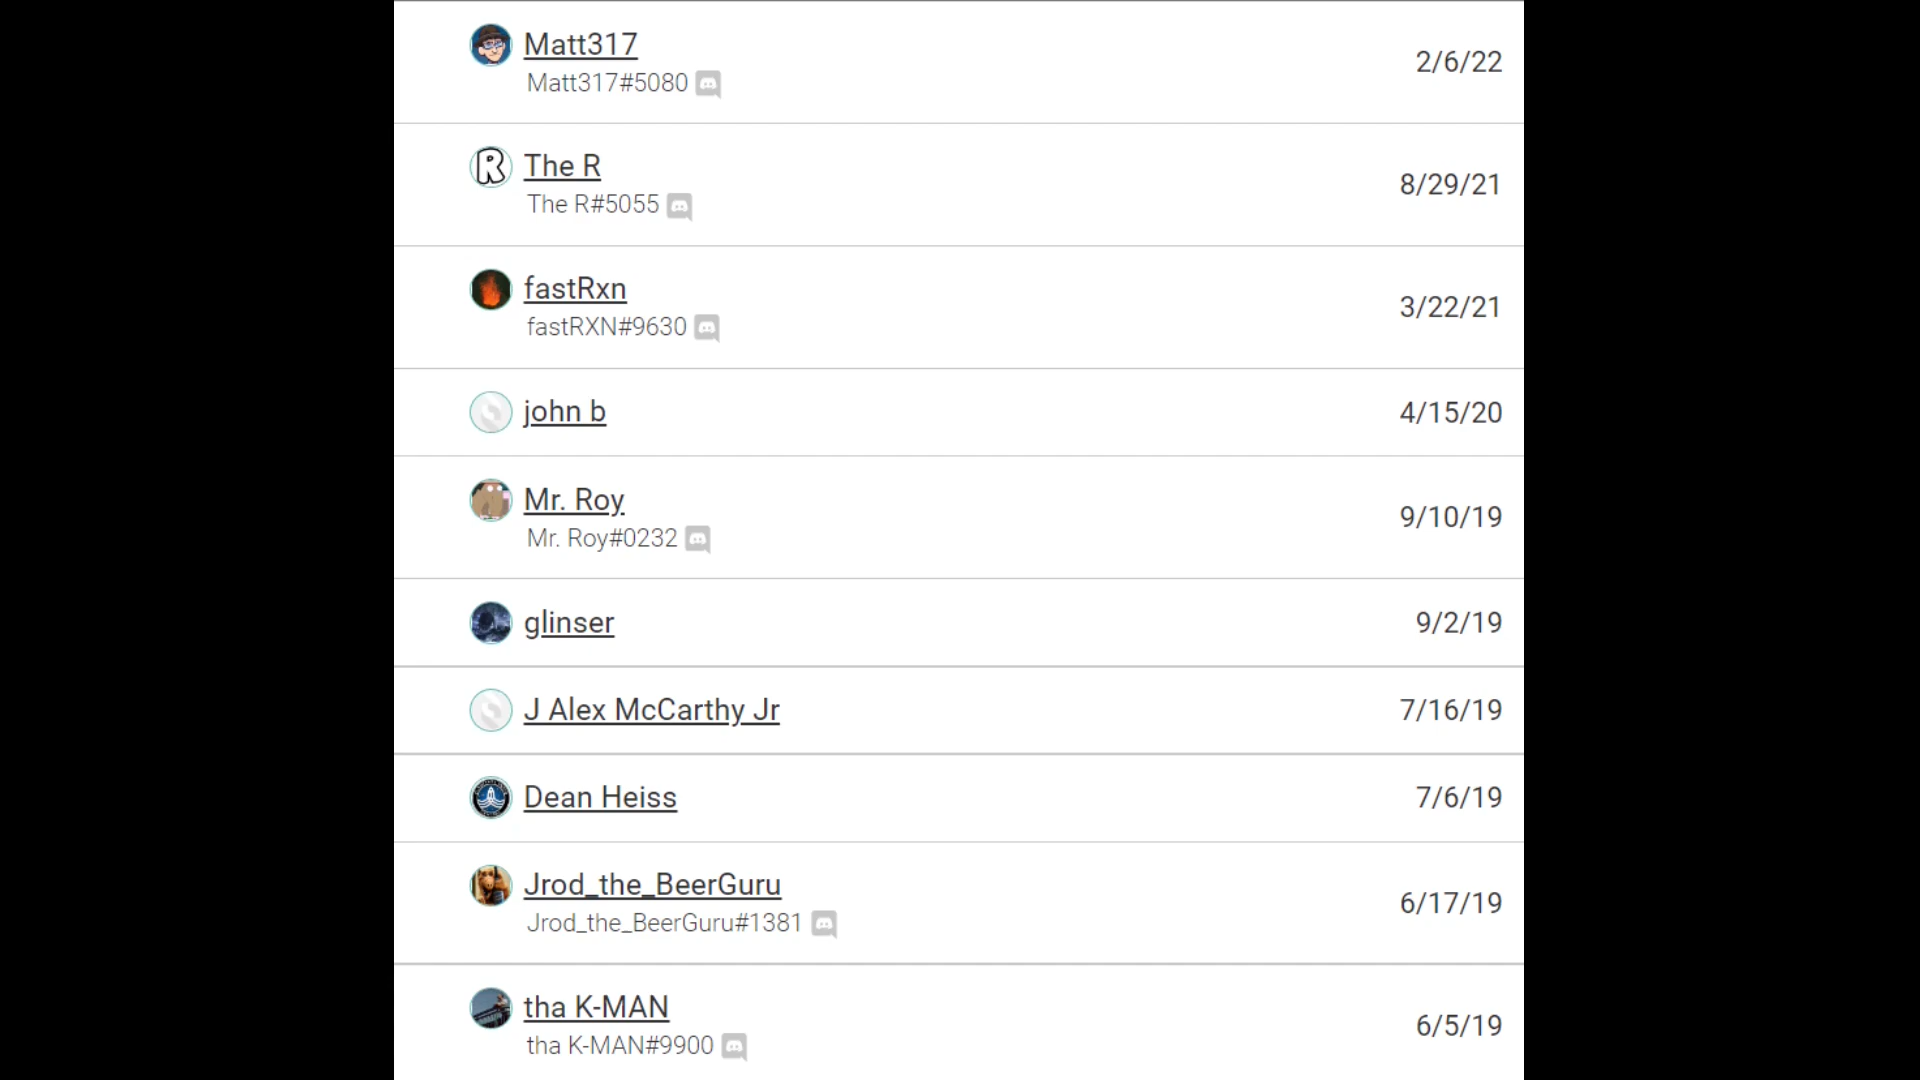 Matt317
Matt317#5080
2/6/22
R
The R
The R#5055
8/29/21
fastRxn
fastRXN#9630
3/22/21
john b
4/15/20
Mr. Roy
Mr. Roy#0232
9/10/19
glinser
9/2/19
J Alex McCarthy Jr
7/16/19
Dean Heiss
7/6/19
Jrod_the_BeerGuru
Jrod_the_BeerGuru#1381
6/17/19
tha K-MAN
tha K-MAN#9900
6/5/19